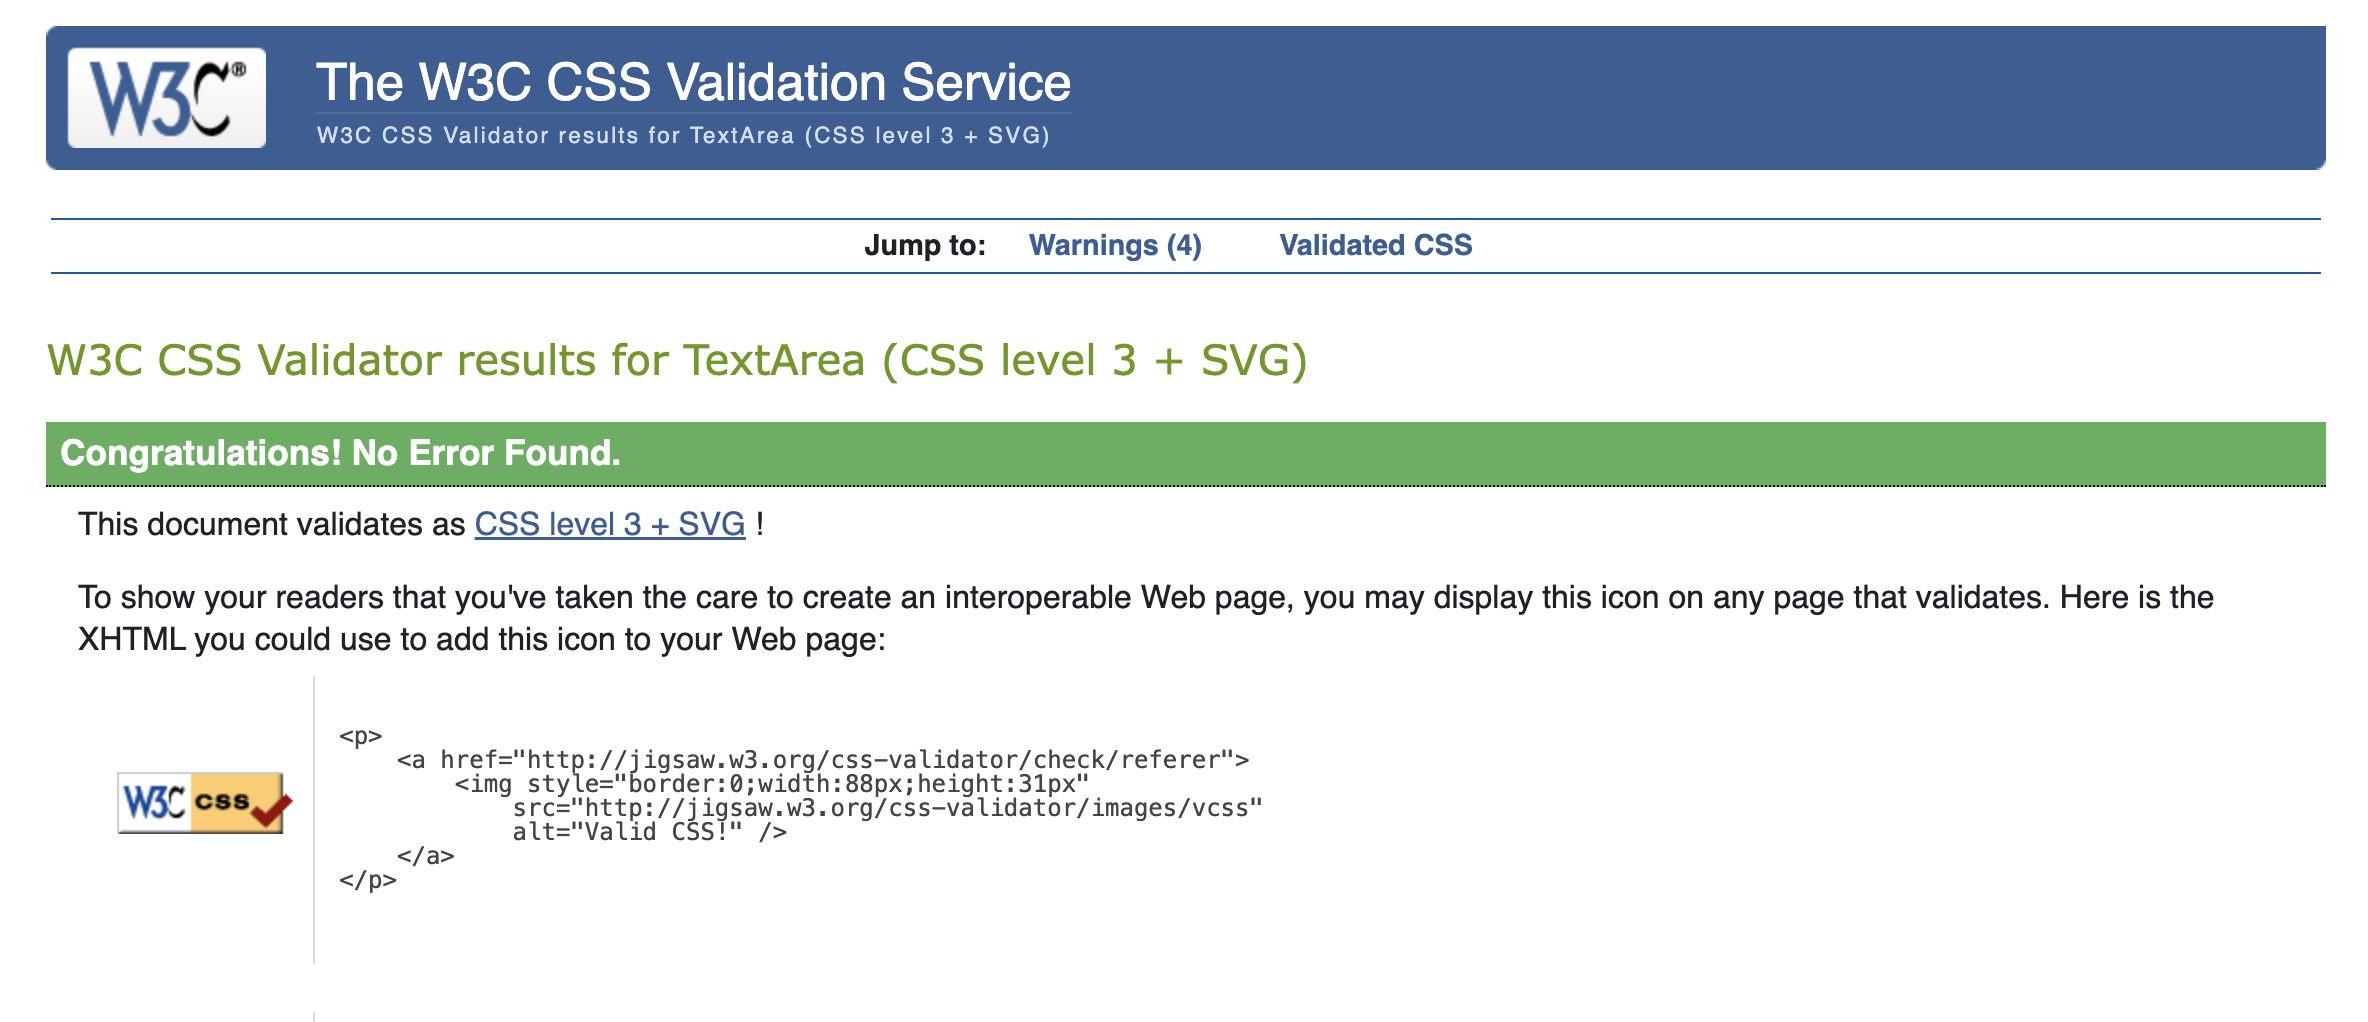 W3C®
The W3C CSS Validation Service
W3C CSS Validator results for TextArea (CSS level 3 + SVG)
Jump to: Warnings (4) Validated CSS
W3C CSS Validator results for TextArea (CSS level 3 + SVG)
Congratulations! No Error Found.
This document validates as CSS level 3 + SVG !
To show your readers that you've taken the care to create an interoperable Web page, you may display this icon on any page that validates. Here is the
XHTML you could use to add this icon to your Web page:
W3C css
<p>
    <a href="http://jigsaw.w3.org/css-validator/check/referer">
        <img style="border:0;width:88px;height:31px"
            src="http://jigsaw.w3.org/css-validator/images/vcss"
            alt="Valid CSS!" />
    </a>
</p>